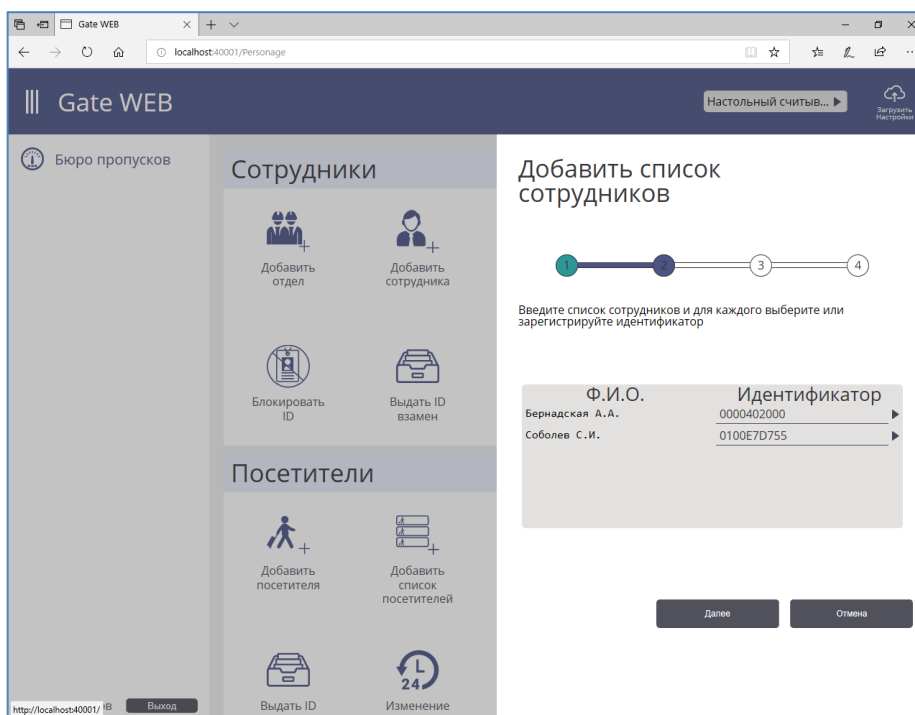 Gate WEB
localhost:40001/Personage
Gate WEB
Настольный считыв...
Загрузить
Настройки
Бюро пропусков
Сотрудники
Добавить
отдел
Добавить
сотрудника
Блокировать
ID
Выдать ID
взамен
Посетители
Добавить
посетителя
Добавить
список
посетителей
Выдать ID
24
Изменение
Добавить список
сотрудников
1
2
3
4
Введите список сотрудников и для каждого выберите или
зарегистрируйте идентификатор
Ф.И.О.
Идентификатор
Бернадская А.А.
0000402000
Соболев С.И.
0100E7D755
Далее
Отмена
http://localhost:40001/
Выход